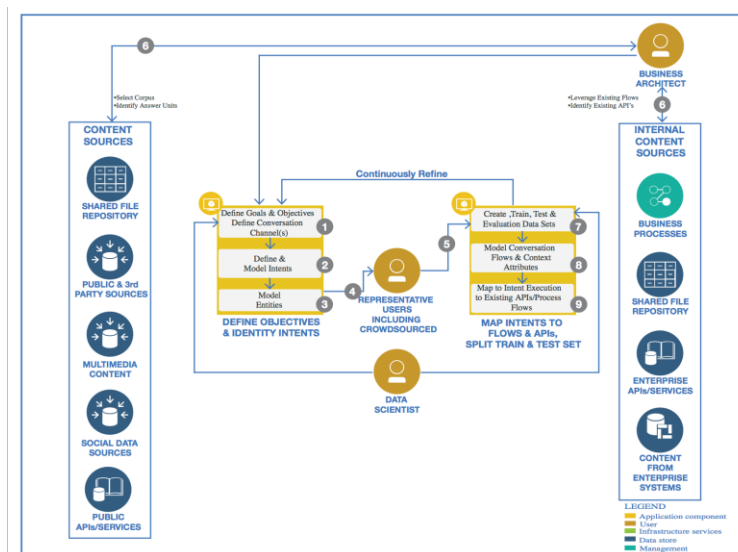 6
BUSINESS
ARCHITECT
•Select Corpus
•Identify Answer Units
•Leverage Existing Flows
•Identify Existing API's
6
CONTENT
SOURCES
SHARED FILE
REPOSITORY
PUBLIC & 3rd
PARTY SOURCES
MULTIMEDIA
CONTENT
SOCIAL DATA
SOURCES
PUBLIC
APIs/SERVICES
Continuously Refine
Define Goals & Objectives
Define Conversation
Channel(s)
1
Define &
Model Intents
2
Model
Entities
3
DEFINE OBJECTIVES
& IDENTITY INTENTS
4
REPRESENTATIVE
USERS
INCLUDING
CROWDSOURCED
5
Create ,Train, Test &
Evaluation Data Sets
7
Model Conversation
Flows & Context
Attributes
8
Map to Intent Execution
to Existing APIs/Process
Flows
9
MAP INTENTS TO
FLOWS & APIs,
SPLIT TRAIN & TEST SET
DATA
SCIENTIST
INTERNAL
CONTENT
SOURCES
BUSINESS
PROCESSES
SHARED FILE
REPOSITORY
ENTERPRISE
APIs/SERVICES
CONTENT
FROM
ENTERPRISE
SYSTEMS
LEGEND
Application component
User
Infrastructure services
Data store
Management